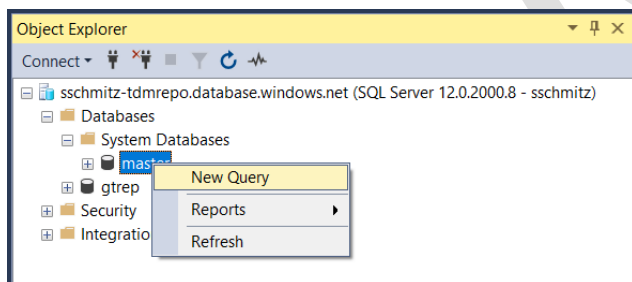 Object Explorer
Connect
sschmitz-tdmrepo.database.windows.net (SQL Server 12.0.2000.8 - sschmitz)
Databases
System Databases
master
New Query
gtrep
Security
Reports
Integratio
Refresh